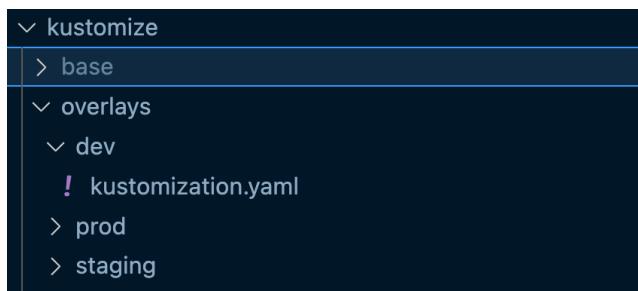 kustomize
base
overlays
dev
! kustomization.yaml
prod
staging